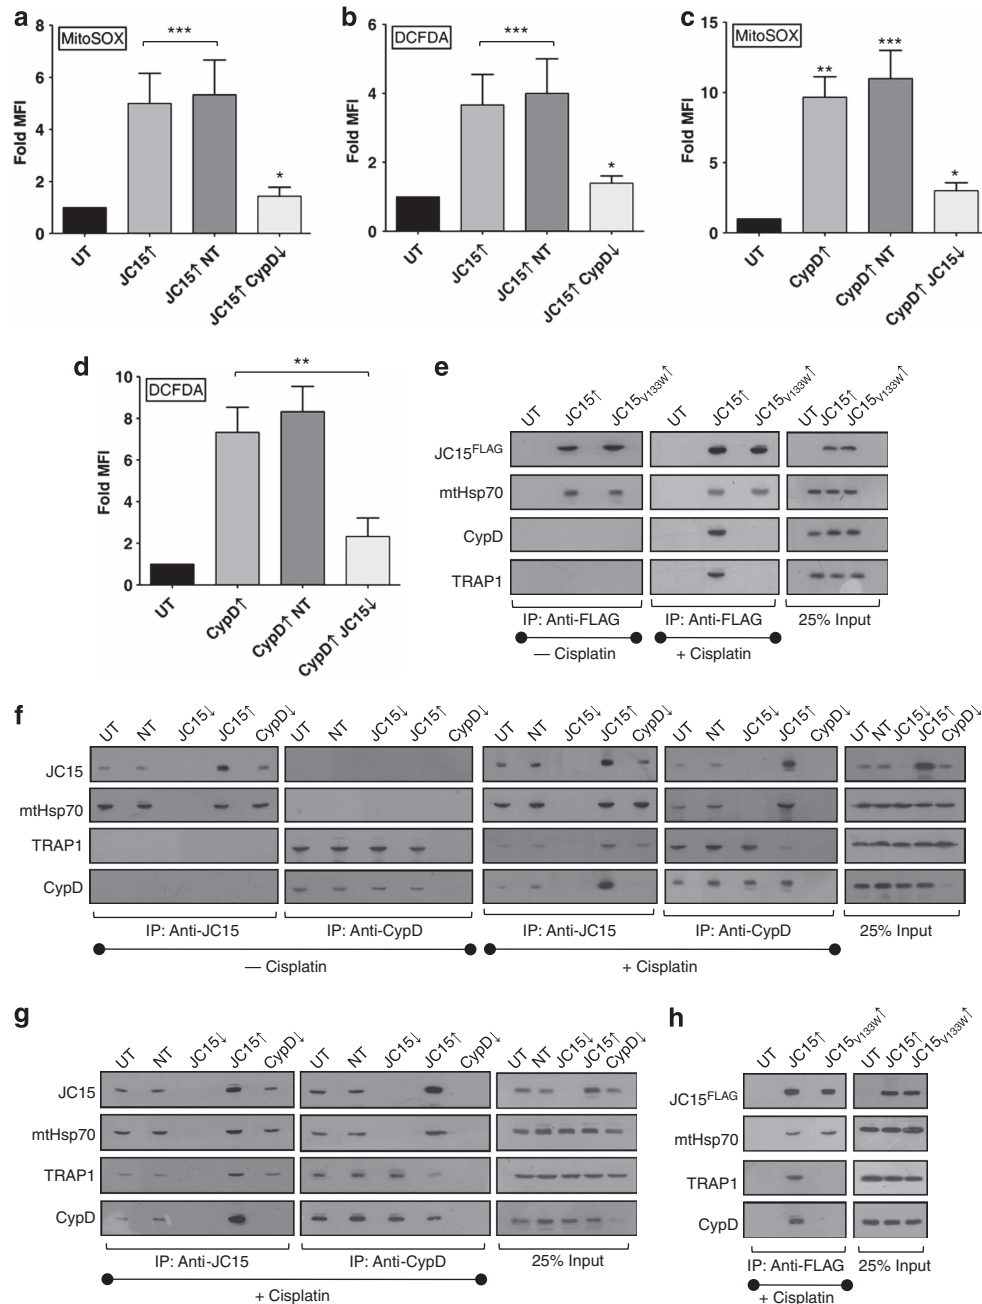 a
MitoSOX
***
*
Fold MFI
8
6
4
2
0
UT
JC15↑
JC15↑ NT
JC15↑ CypD↓
b
DCFDA
***
*
Fold MFI
6
4
2
0
UT
JC15↑
JC15↑ NT
JC15↑ CypD↓
c
MitoSOX
**
***
*
Fold MFI
15
10
5
0
UT
CypD↑
CypD↑ NT
CypD↑ JC15↓
d
DCFDA
**
Fold MFI
10
8
6
4
2
0
UT
CypD↑
CypD↑ NT
CypD↑ JC15↓
e
UT JC15↑ JC15V133W↑ UT JC15↑ JC15V133W↑ UT JC15↑ JC15V133W↑
JC15FLAG
mtHsp70
CypD
TRAP1
IP: Anti-FLAG IP: Anti-FLAG 25% Input
— Cisplatin + Cisplatin
f
UT NT JC15↓ JC15↑ CypD↓ UT NT JC15↓ JC15↑ CypD↓ UT NT JC15↓ JC15↑ CypD↓ UT NT JC15↓ JC15↑ CypD↓ UT NT JC15↓ JC15↑ CypD↓
JC15
mtHsp70
TRAP1
CypD
IP: Anti-JC15 IP: Anti-CypD IP: Anti-JC15 IP: Anti-CypD 25% Input
— Cisplatin + Cisplatin
g
UT NT JC15↓ JC15↑ CypD↓ UT NT JC15↓ JC15↑ CypD↓ UT NT JC15↓ JC15↑ CypD↓
JC15
mtHsp70
TRAP1
CypD
IP: Anti-JC15 IP: Anti-CypD 25% Input
+ Cisplatin
h
UT JC15↑ JC15V133W↑ UT JC15↑ JC15V133W↑
JC15FLAG
mtHsp70
TRAP1
CypD
IP: Anti-FLAG 25% Input
+ Cisplatin